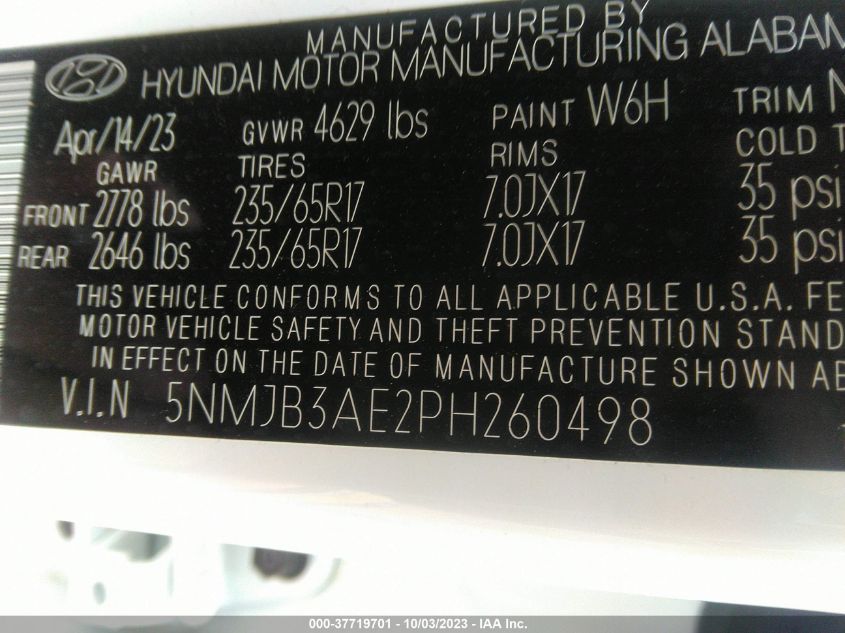 MANUFACTURED BY
HYUNDAI MOTOR MANUFACTURING ALABAM
Apr/14/23 GVWR 4629 lbs PAINT W6H TRIM N
GAWR TIRES RIMS COLD T
FRONT 2778 lbs 235/65R17 7.0JX17 35 psi
REAR 2646 lbs 235/65R17 7.0JX17 35 psi
THIS VEHICLE CONFORMS TO ALL APPLICABLE U.S.A. FE
MOTOR VEHICLE SAFETY AND THEFT PREVENTION STAND
IN EFFECT ON THE DATE OF MANUFACTURE SHOWN AB
V.I.N 5NMJB3AE2PH260498
000-37719701 - 10/03/2023 - IAA Inc.